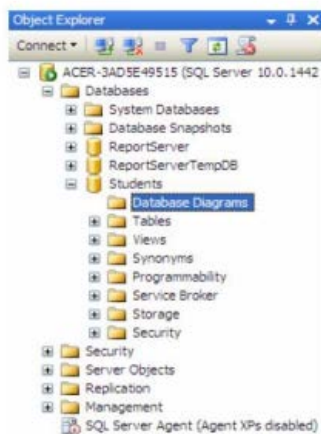 Object Explorer
Connect
ACER-3AD5E49515 (SQL Server 10.0.1442
Databases
System Databases
Database Snapshots
ReportServer
ReportServerTempDB
Students
Database Diagrams
Tables
Views
Synonyms
Programmability
Service Broker
Storage
Security
Security
Server Objects
Replication
Management
SQL Server Agent (Agent XPs disabled)